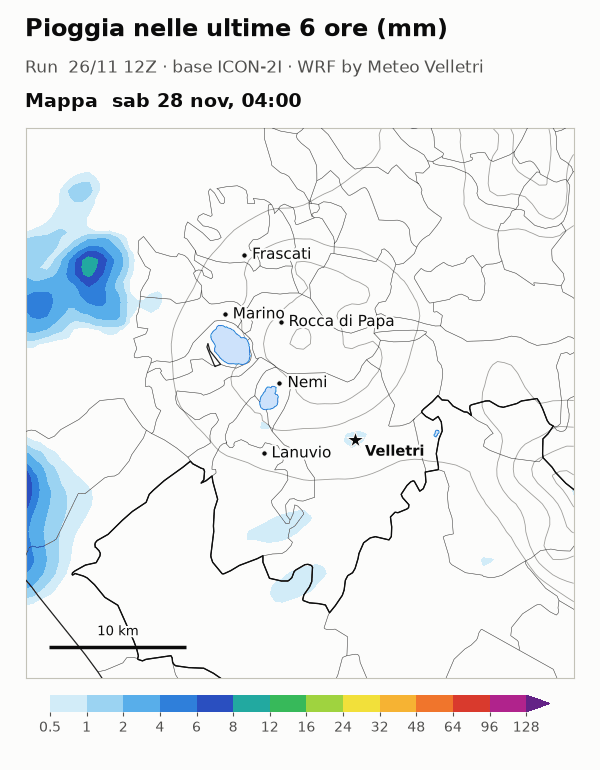 Pioggia nelle ultime 6 ore (mm)
Run  26/11 12Z · base ICON-2I · WRF by Meteo Velletri
Mappa  sab 28 nov, 04:00
Frascati
Marino
Rocca di Papa
Nemi
Velletri
Lanuvio
10 km
0.5 1 2 4 6 8 12 16 24 32 48 64 96 128